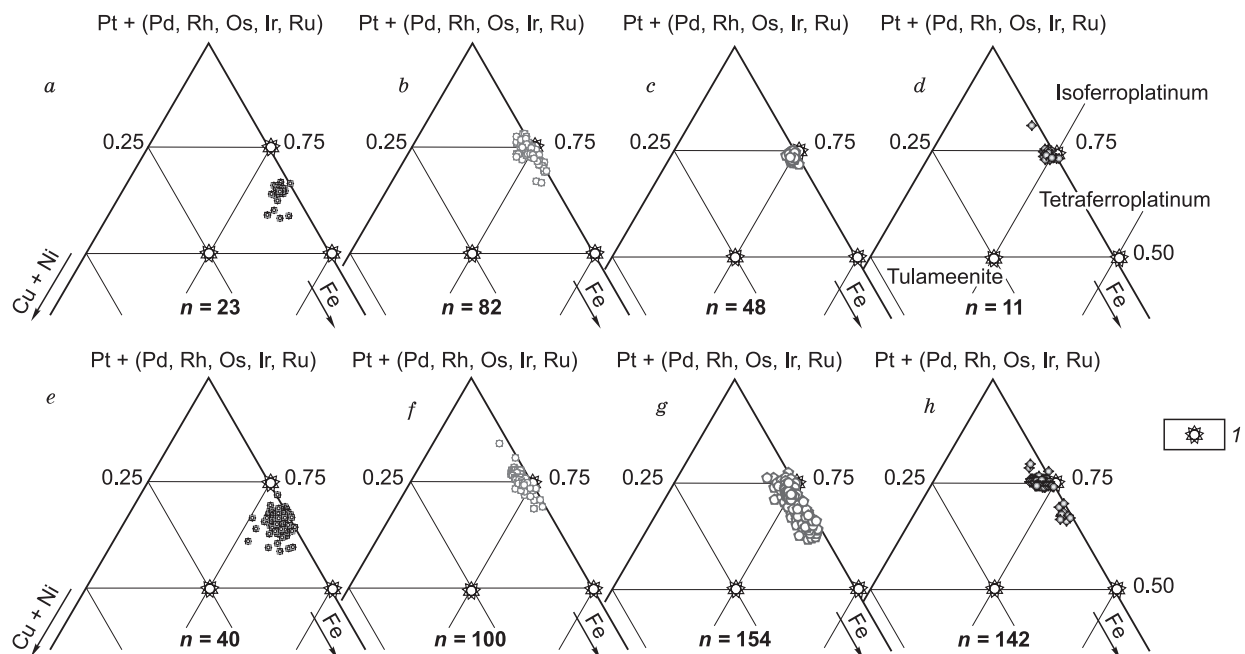 Pt + (Pd, Rh, Os, Ir, Ru) Pt + (Pd, Rh, Os, Ir, Ru) Pt + (Pd, Rh, Os, Ir, Ru) Pt + (Pd, Rh, Os, Ir, Ru)
a b c d
Isoferroplatinum
0.25 0.75 0.25 0.75 0.25 0.75 0.25 0.75
Tetraferroplatinum
0.50
Tulameenite
Cu + Ni Fe Fe Fe Fe
n = 23 n = 82 n = 48 n = 11
Pt + (Pd, Rh, Os, Ir, Ru) Pt + (Pd, Rh, Os, Ir, Ru) Pt + (Pd, Rh, Os, Ir, Ru) Pt + (Pd, Rh, Os, Ir, Ru)
e f g h
1
0.25 0.75 0.25 0.75 0.25 0.75 0.25 0.75
0.50
Cu + Ni Fe Fe Fe Fe
n = 40 n = 100 n = 154 n = 142